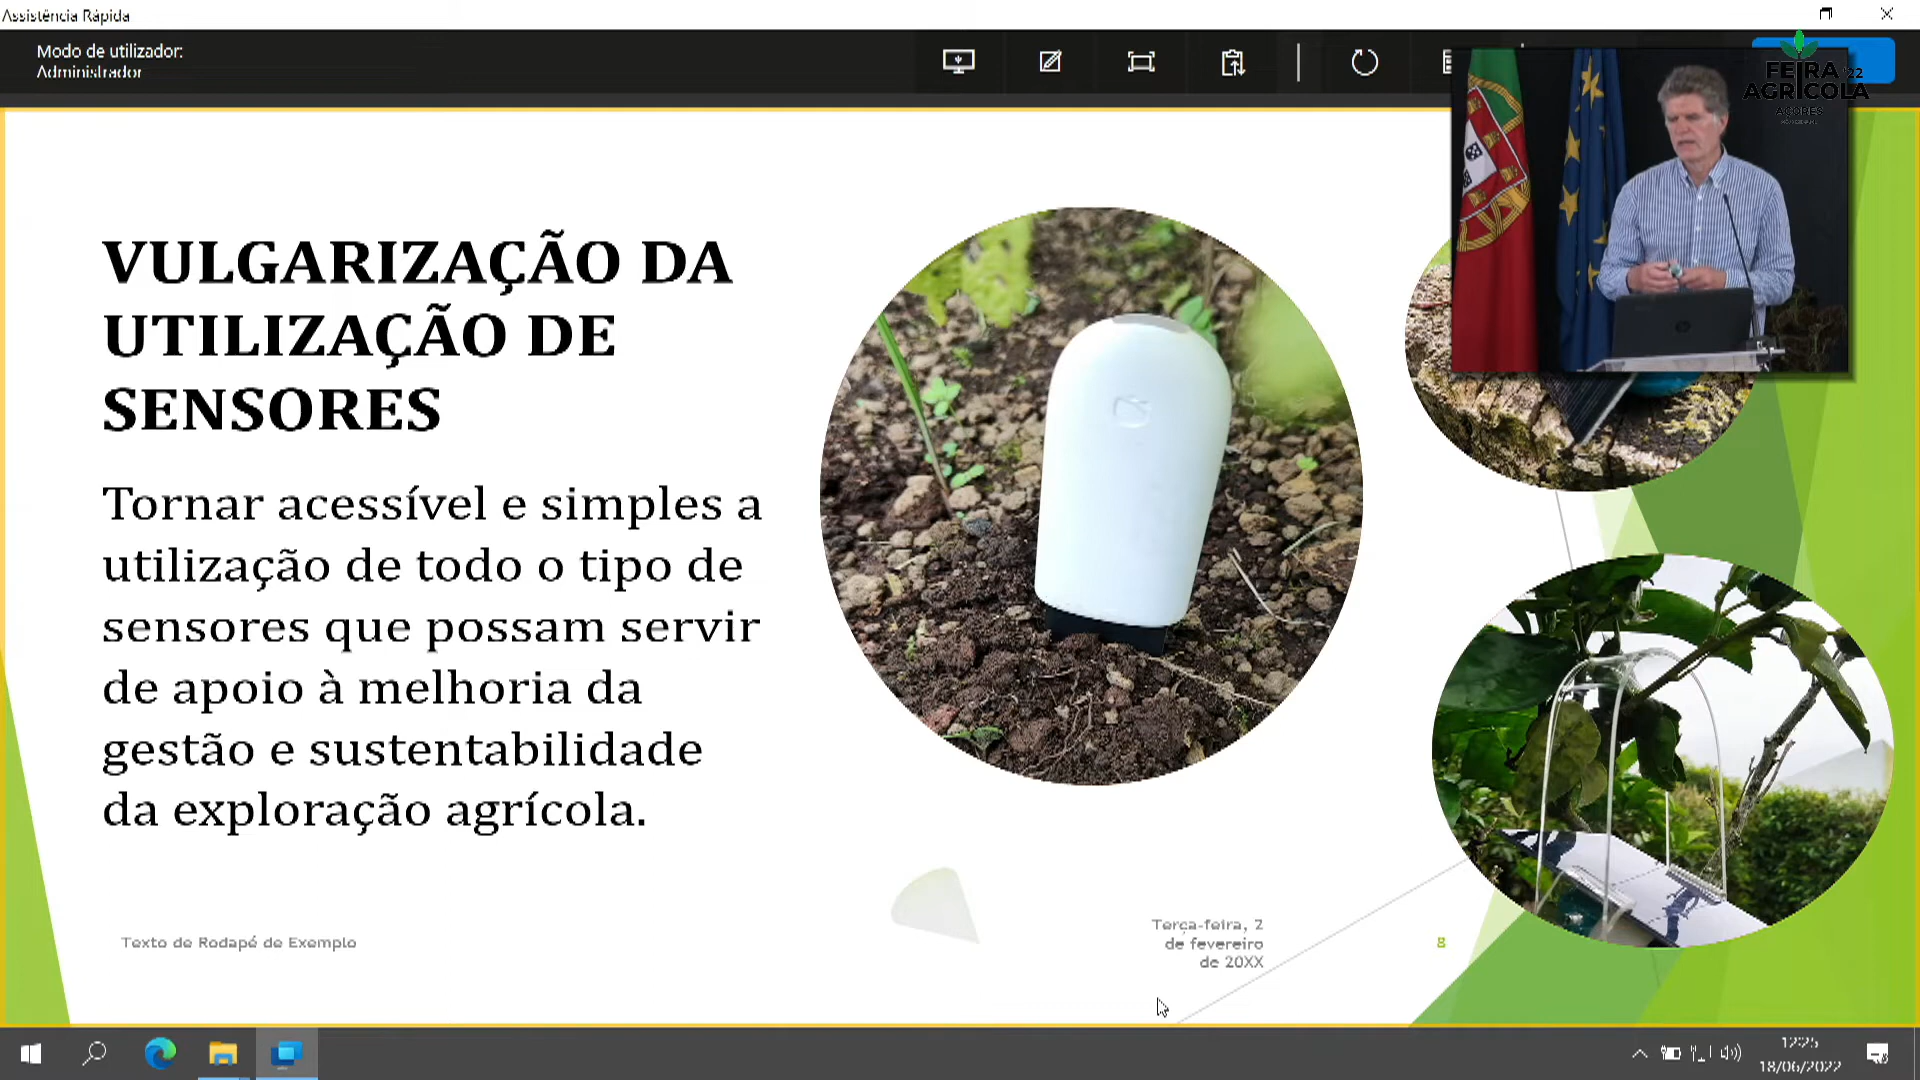 Assistência Rápida
Modo de utilizador:
Administrador
FEIRA '22
AGRÍCOLA
AÇORES
VULGARIZAÇÃO DA
UTILIZAÇÃO DE
SENSORES
Tornar acessível e simples a
utilização de todo o tipo de
sensores que possam servir
de apoio à melhoria da
gestão e sustentabilidade
da exploração agrícola.
Texto de Rodapé de Exemplo
Terça-feira, 2
de fevereiro
de 20XX
8
12:25
18/06/2022